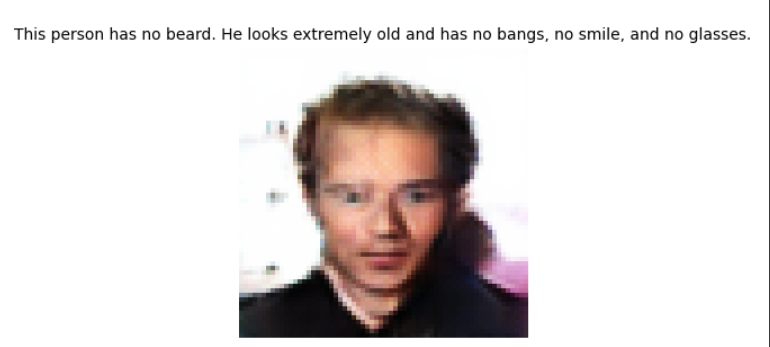 This person has no beard. He looks extremely old and has no bangs, no smile, and no glasses.